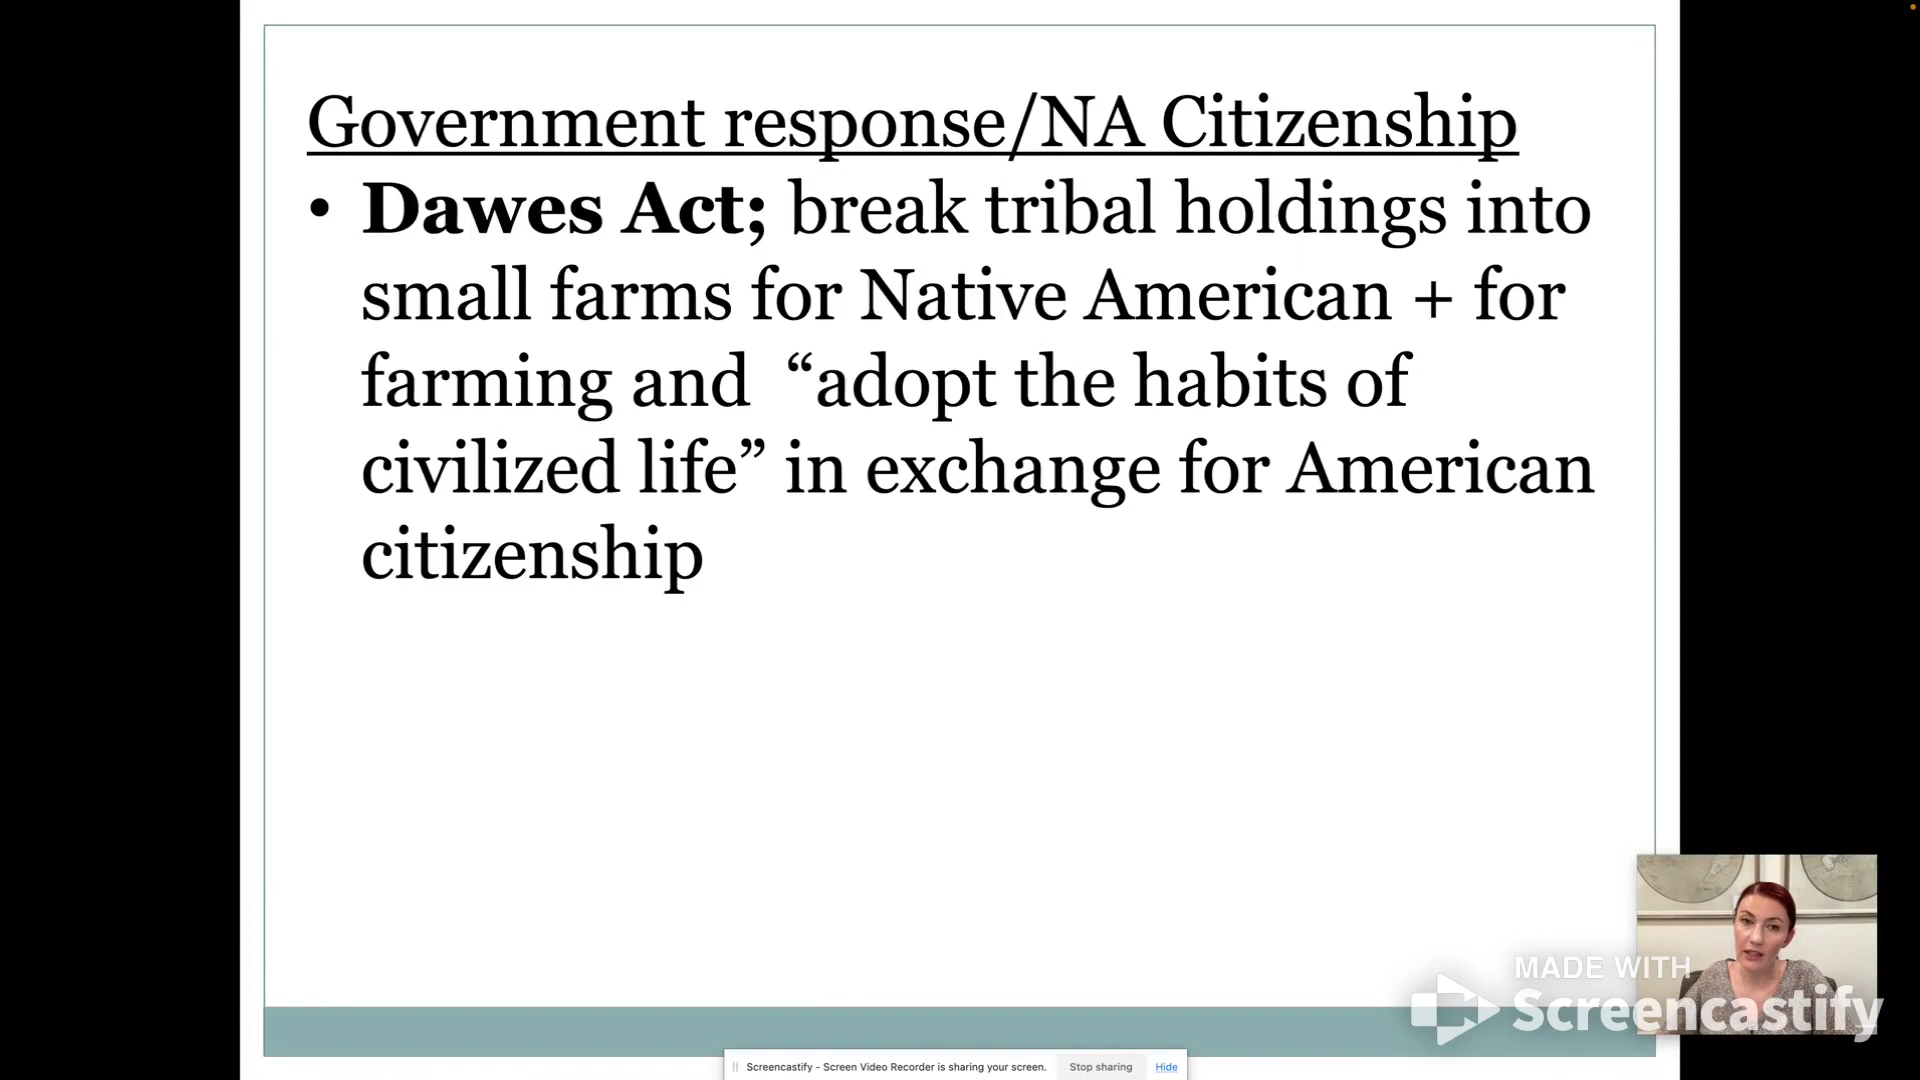 Government response/NA Citizenship
• Dawes Act; break tribal holdings into
small farms for Native American + for
farming and “adopt the habits of
civilized life” in exchange for American
citizenship
MADE WITH
Screencastify
Screencastify - Screen Video Recorder is sharing your screen. Stop sharing Hide